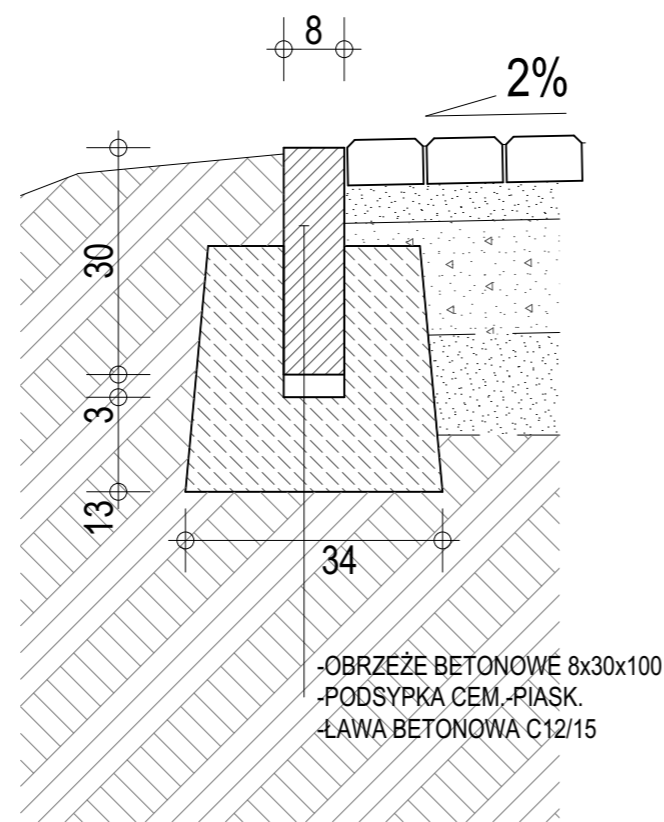 8
2%
30
3
13
34
-OBRZEŻE BETONOWE 8x30x100
-PODSYPKA CEM.-PIASK.
-ŁAWA BETONOWA C12/15